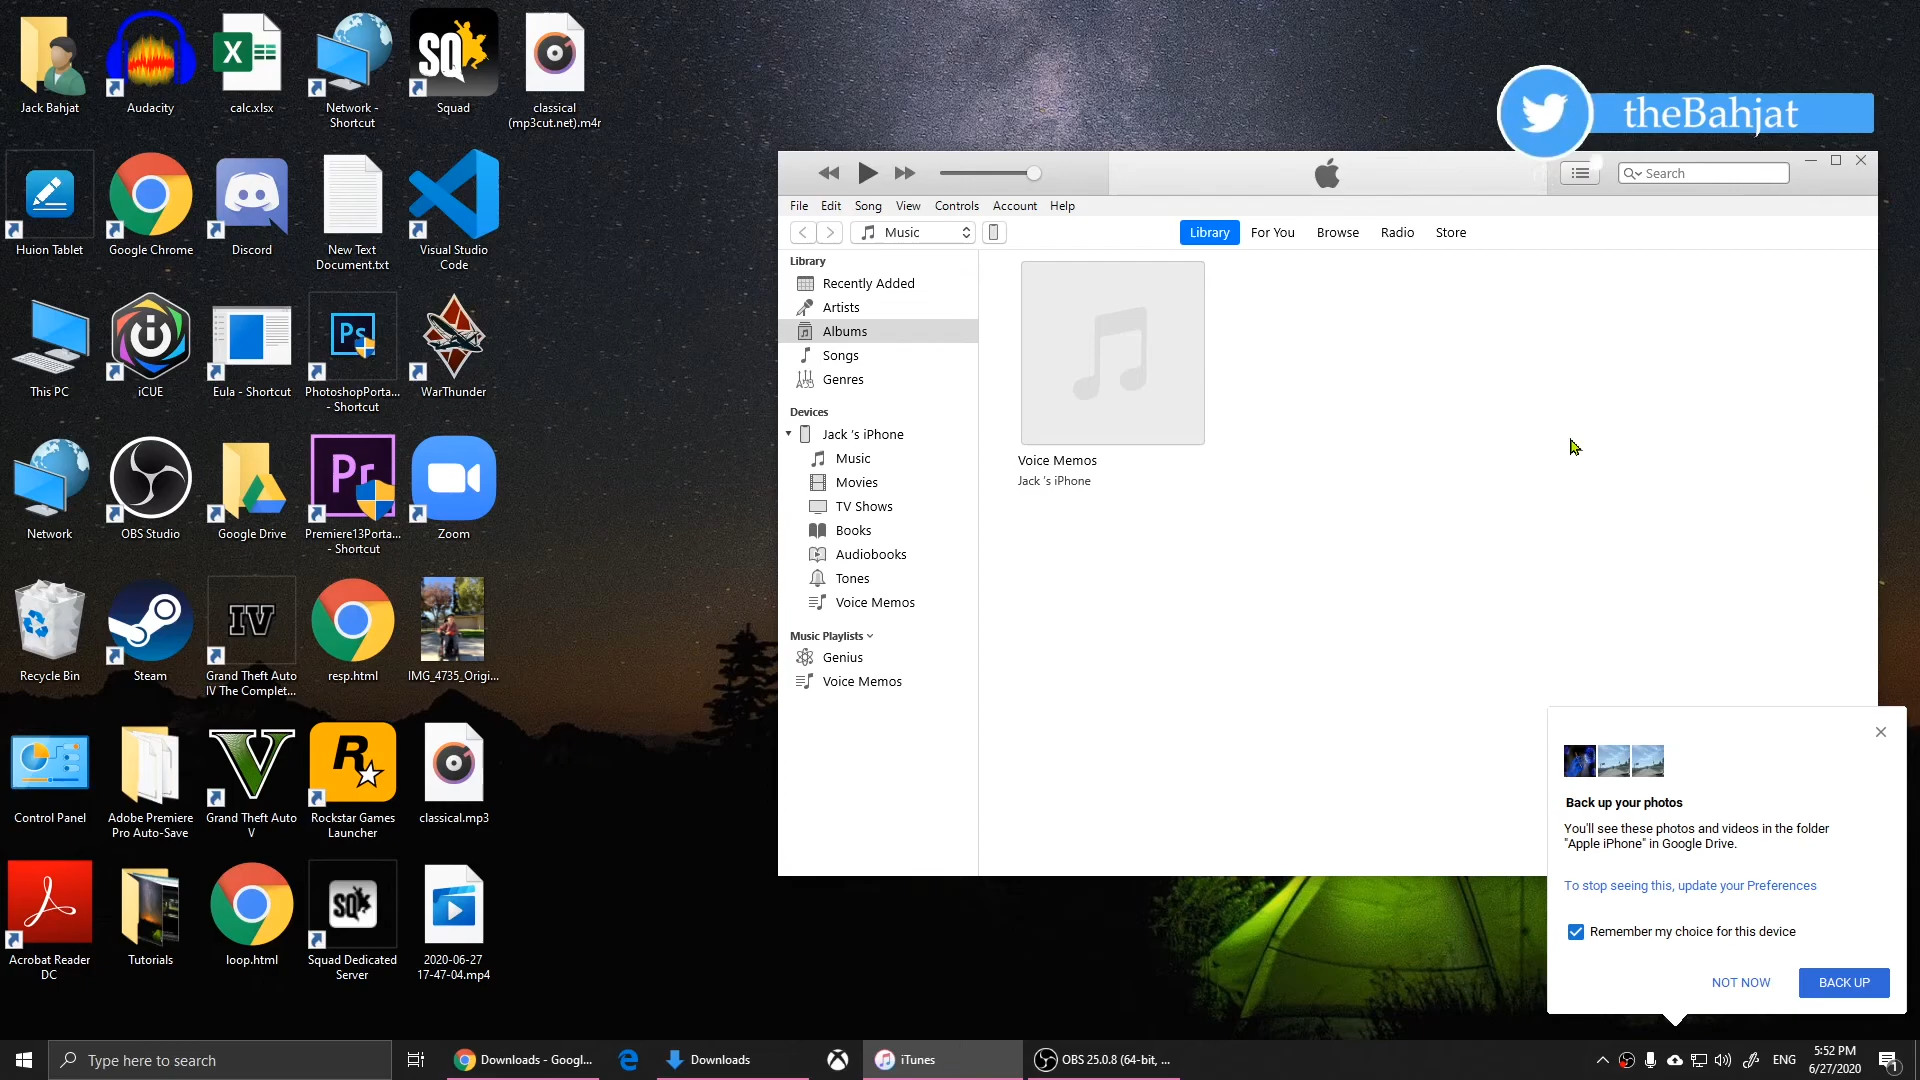 Jack Bahjat
Audacity
calc.xlsx
Network -
Shortcut
Squad
classical
(mp3cut.net).m4r
Huion Tablet
Google Chrome
Discord
New Text
Document.txt
Visual Studio
Code
This PC
iCUE
Eula - Shortcut
PhotoshopPorta...
- Shortcut
WarThunder
Network
OBS Studio
Google Drive
Premiere13Porta...
- Shortcut
Zoom
Recycle Bin
Steam
Grand Theft Auto
IV The Complet...
resp.html
IMG_4735_Origi...
Control Panel
Adobe Premiere
Pro Auto-Save
Grand Theft Auto
V
Rockstar Games
Launcher
classical.mp3
Acrobat Reader
DC
Tutorials
loop.html
Squad Dedicated
Server
2020-06-27
17-47-04.mp4
SQ
Ps
Pr
IV
V
R
SQ
X
theBahjat
Search
File Edit Song View Controls Account Help
Music
Library For You Browse Radio Store
Library
Recently Added
Artists
Albums
Songs
Genres
Devices
Jack 's iPhone
Music
Movies
TV Shows
Books
Audiobooks
Tones
Voice Memos
Music Playlists
Genius
Voice Memos
Voice Memos
Jack 's iPhone
Back up your photos
You'll see these photos and videos in the folder
"Apple iPhone" in Google Drive.
To stop seeing this, update your Preferences
Remember my choice for this device
NOT NOW
BACK UP
Type here to search
Downloads - Googl...
Downloads
iTunes
OBS 25.0.8 (64-bit, ...
ENG
5:52 PM
6/27/2020
1